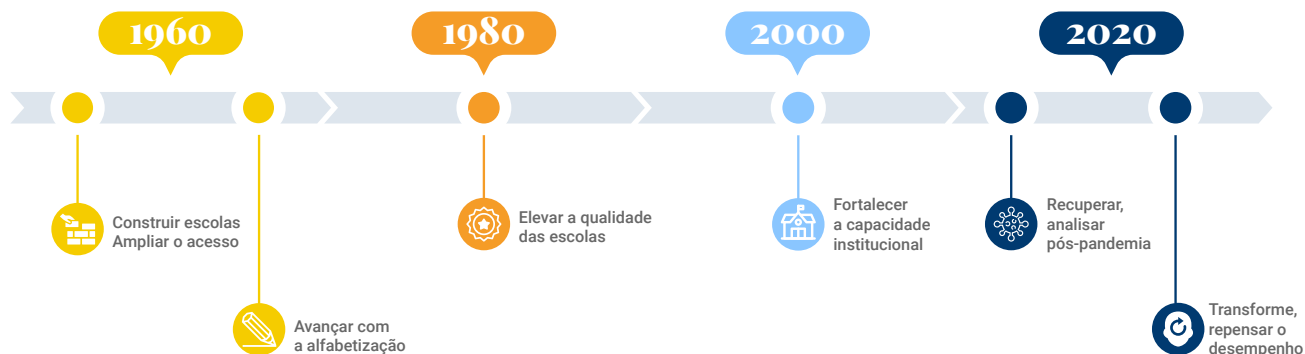 1960
1980
2000
2020
Construir escolas
Ampliar o acesso
Avançar com
a alfabetização
Elevar a qualidade
das escolas
Fortalecer
a capacidade
institucional
Recuperar,
analisar
pós-pandemia
Transforme,
repensar o
desempenho